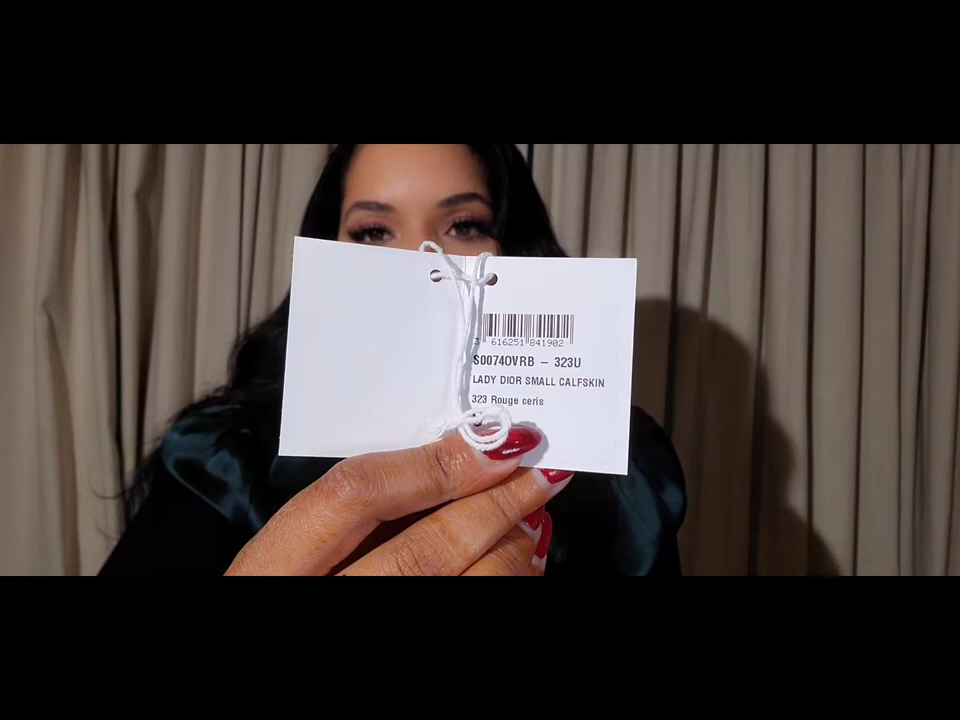 3 616251 841902
S0074OVRB – 323U
LADY DIOR SMALL CALFSKIN
323 Rouge ceris